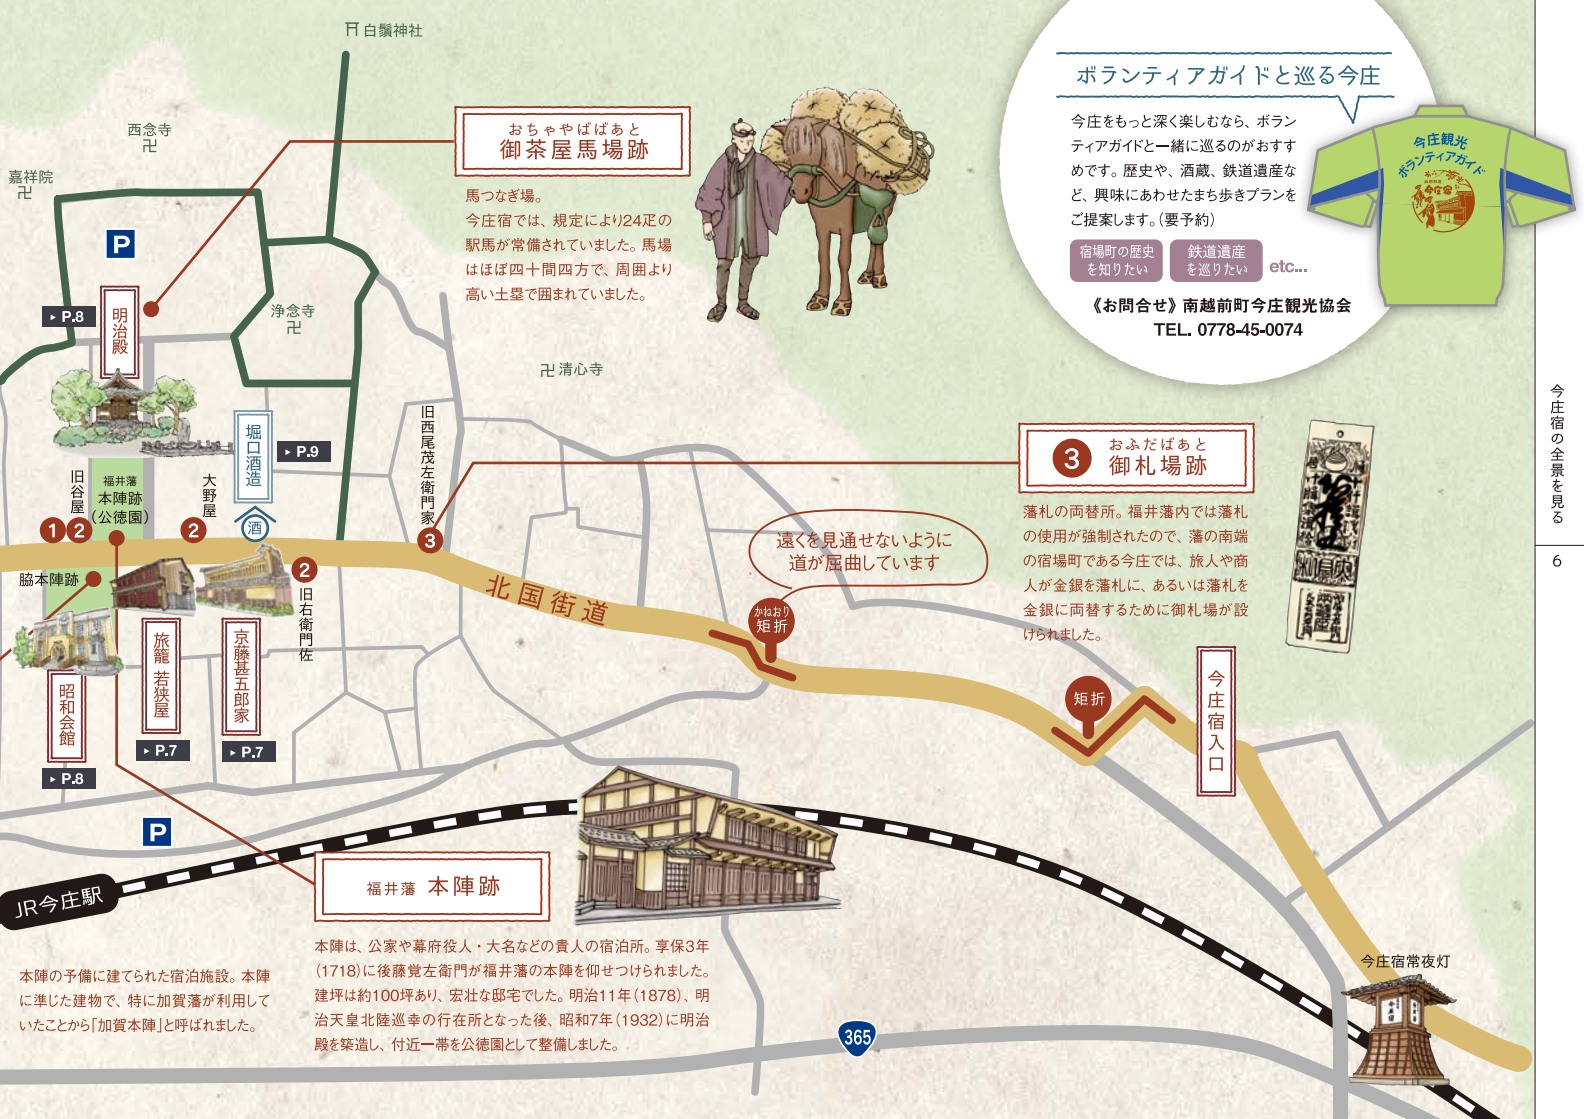 白鬚神社
西念寺
嘉祥院
P
おちゃやばばあと
御茶屋馬場跡
馬つなぎ場。
今庄宿では、規定により24疋の
駅馬が常備されていました。馬場
はほぼ四十間四方で、周囲より
高い土塁で囲まれていました。
ボランティアガイドと巡る今庄
今庄をもっと深く楽しむなら、ボラン
ティアガイドと一緒に巡るのがおすす
めです。歴史や、酒蔵、鉄道遺産な
ど、興味にあわせたまち歩きプランを
ご提案します。(要予約)
宿場町の歴史
を知りたい
鉄道遺産
を巡りたい
etc...
《お問合せ》南越前町今庄観光協会
TEL. 0778-45-0074
今庄観光
ボランティアガイド
今庄宿
今庄宿の全景を見る
6
▸ P.8
明治殿
浄念寺
清心寺
堀口酒造
▸ P.9
酒
旧谷屋
福井藩
本陣跡
(公徳園)
大野屋
旧西尾茂左衛門家
1
2
2
3
2
旧右衛門佐
脇本陣跡
3
おふだばあと
御札場跡
藩札の両替所。福井藩内では藩札
の使用が強制されたので、藩の南端
の宿場町である今庄では、旅人や商
人が金銀を藩札に、あるいは藩札を
金銀に両替するために御札場が設
けられました。
遠くを見通せないように
道が屈曲しています
北国街道
かねおり
矩折
矩折
今庄宿入口
昭和会館
▸ P.8
旅籠 若狭屋
▸ P.7
京藤甚五郎家
▸ P.7
P
JR今庄駅
本陣の予備に建てられた宿泊施設。本陣
に準じた建物で、特に加賀藩が利用して
いたことから「加賀本陣」と呼ばれました。
福井藩 本陣跡
本陣は、公家や幕府役人・大名などの貴人の宿泊所。享保3年
(1718)に後藤覚左衛門が福井藩の本陣を仰せつけられました。
建坪は約100坪あり、宏壮な邸宅でした。明治11年(1878)、明
治天皇北陸巡幸の行在所となった後、昭和7年(1932)に明治
殿を築造し、付近一帯を公徳園として整備しました。
365
今庄宿常夜灯